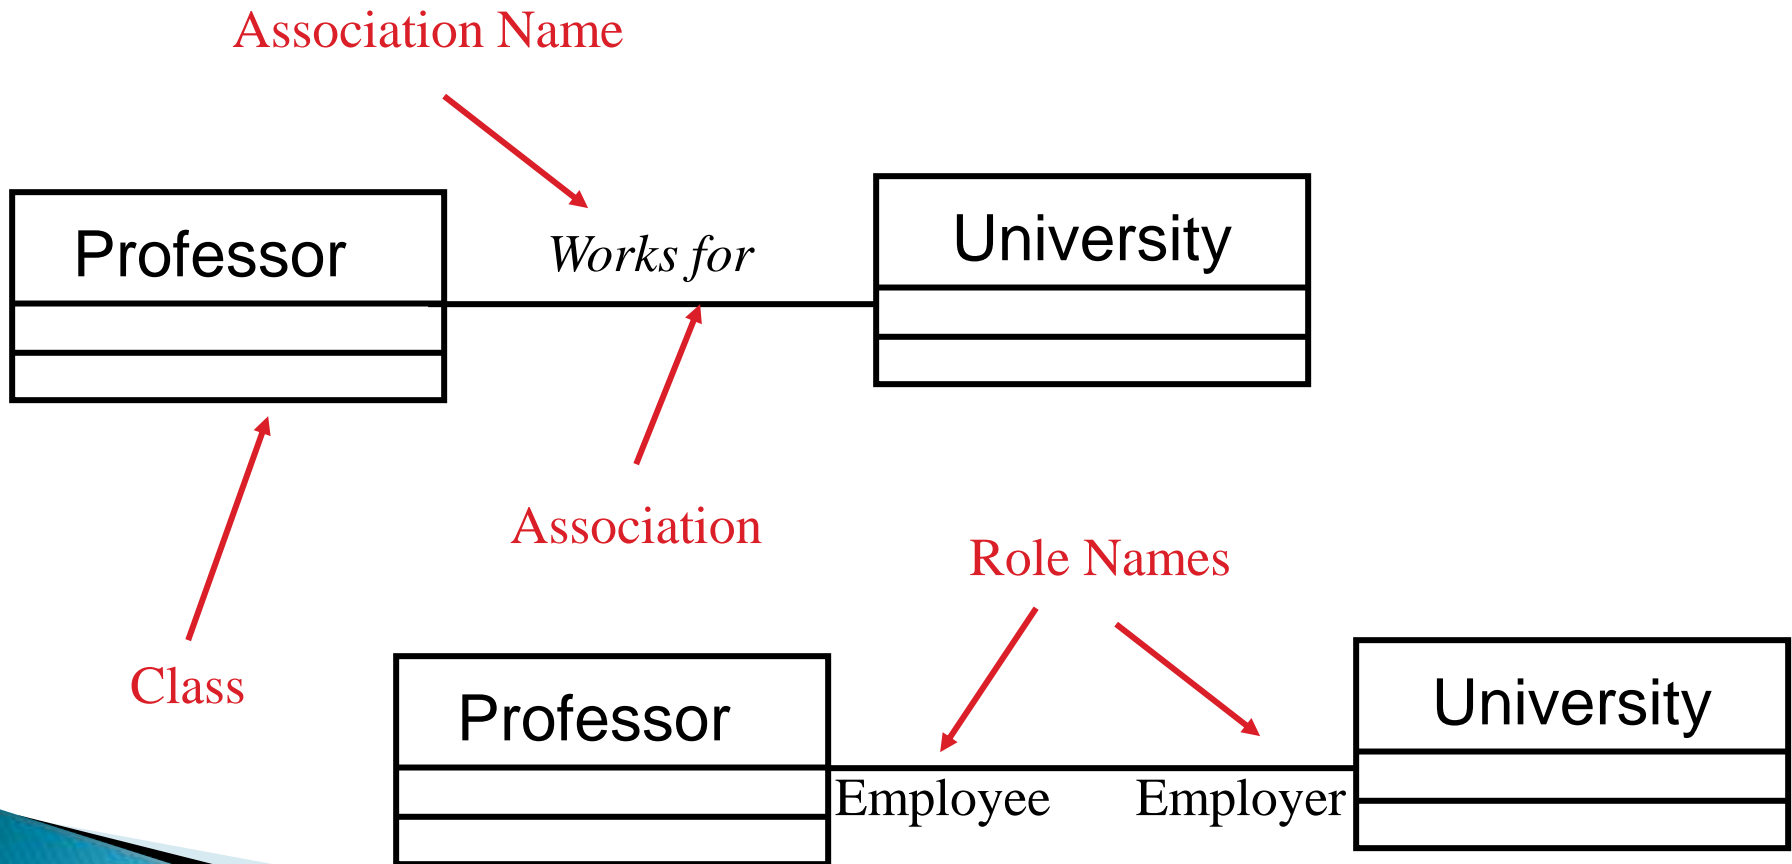 Association Name
Professor
Works for
University
Association
Class
Role Names
Professor
University
Employee
Employer